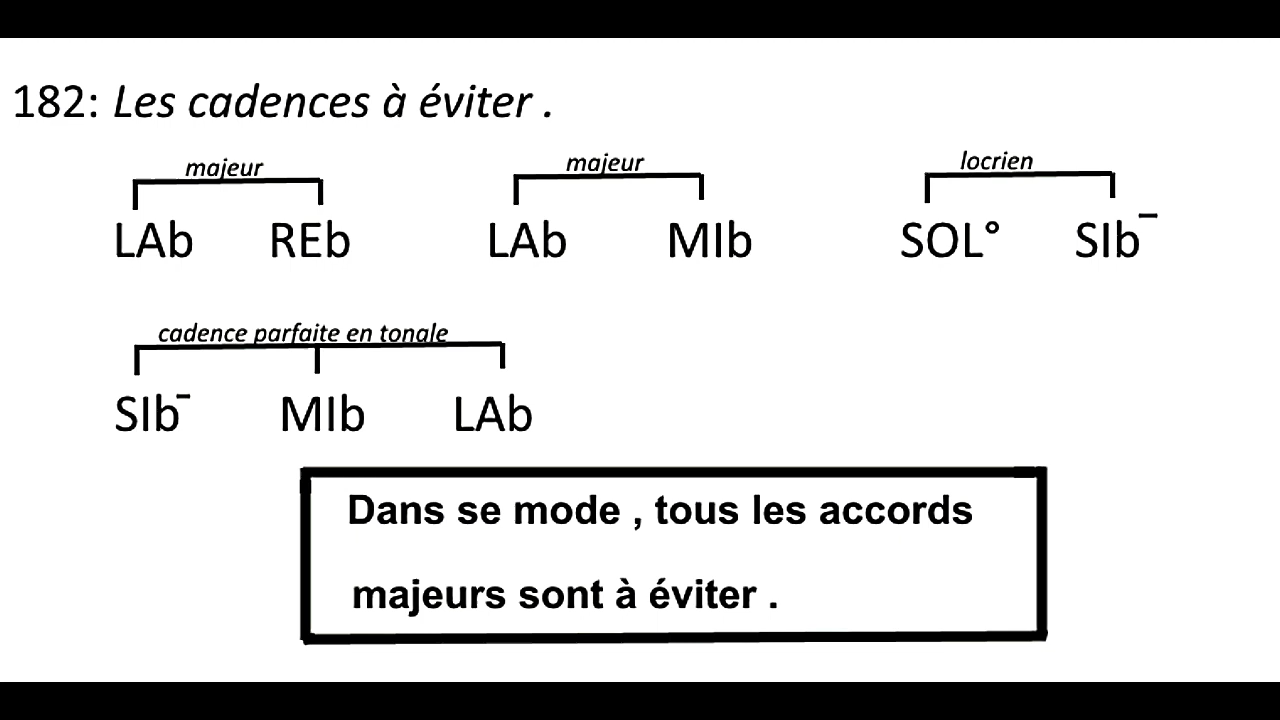 182: Les cadences à éviter .
majeur majeur locrien
LAb REb LAb MIb SOL° SIb⁻
cadence parfaite en tonale
SIb⁻ MIb LAb
Dans se mode , tous les accords
majeurs sont à éviter .